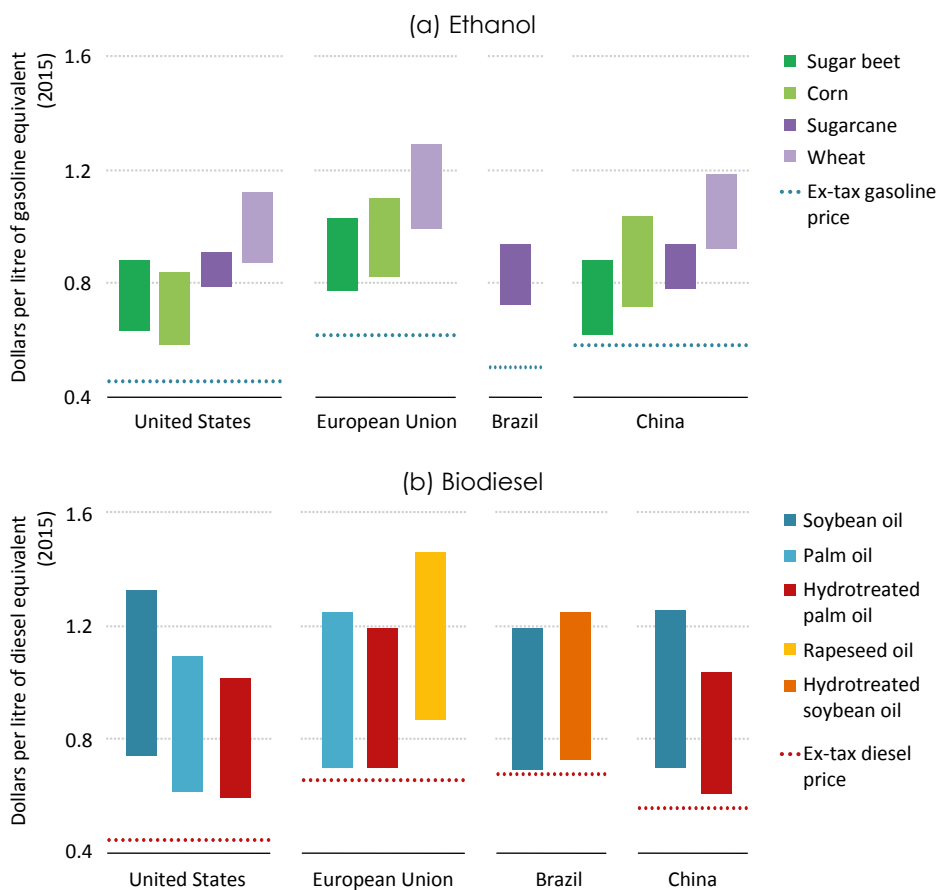 (a) Ethanol
Dollars per litre of gasoline equivalent
(2015)
1.6
1.2
0.8
0.4
United States
European Union
Brazil
China
Sugar beet
Corn
Sugarcane
Wheat
Ex-tax gasoline
price
(b) Biodiesel
Dollars per litre of diesel equivalent
(2015)
1.6
1.2
0.8
0.4
United States
European Union
Brazil
China
Soybean oil
Palm oil
Hydrotreated
palm oil
Rapeseed oil
Hydrotreated
soybean oil
Ex-tax diesel
price